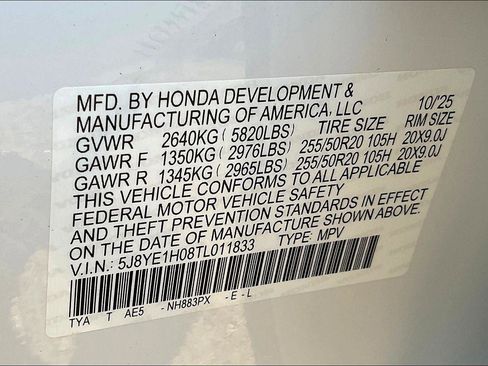 MFD. BY HONDA DEVELOPMENT &
MANUFACTURING OF AMERICA, LLC 10/'25
GVWR 2640KG ( 5820LBS) TIRE SIZE RIM SIZE
GAWR F 1350KG ( 2976LBS) 255/50R20 105H 20X9.0J
GAWR R 1345KG ( 2965LBS) 255/50R20 105H 20X9.0J
THIS VEHICLE CONFORMS TO ALL APPLICABLE
FEDERAL MOTOR VEHICLE SAFETY
AND THEFT PREVENTION STANDARDS IN EFFECT
ON THE DATE OF MANUFACTURE SHOWN ABOVE.
V.I.N.: 5J8YE1H08TL011833 TYPE: MPV
TYA T AE5 - NH883PX - E - L